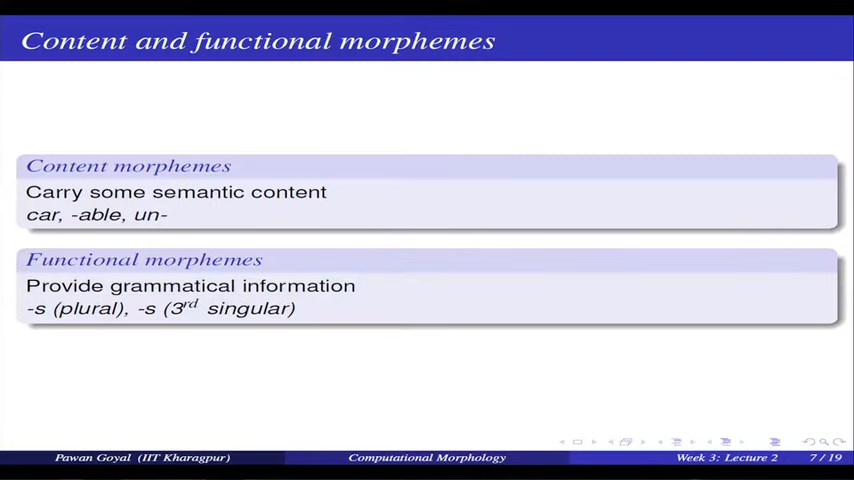 Content and functional morphemes
Content morphemes
Carry some semantic content
car, -able, un-
Functional morphemes
Provide grammatical information
-s (plural), -s (3rd singular)
Pawan Goyal (IIT Kharagpur) Computational Morphology Week 3: Lecture 2 7 / 19